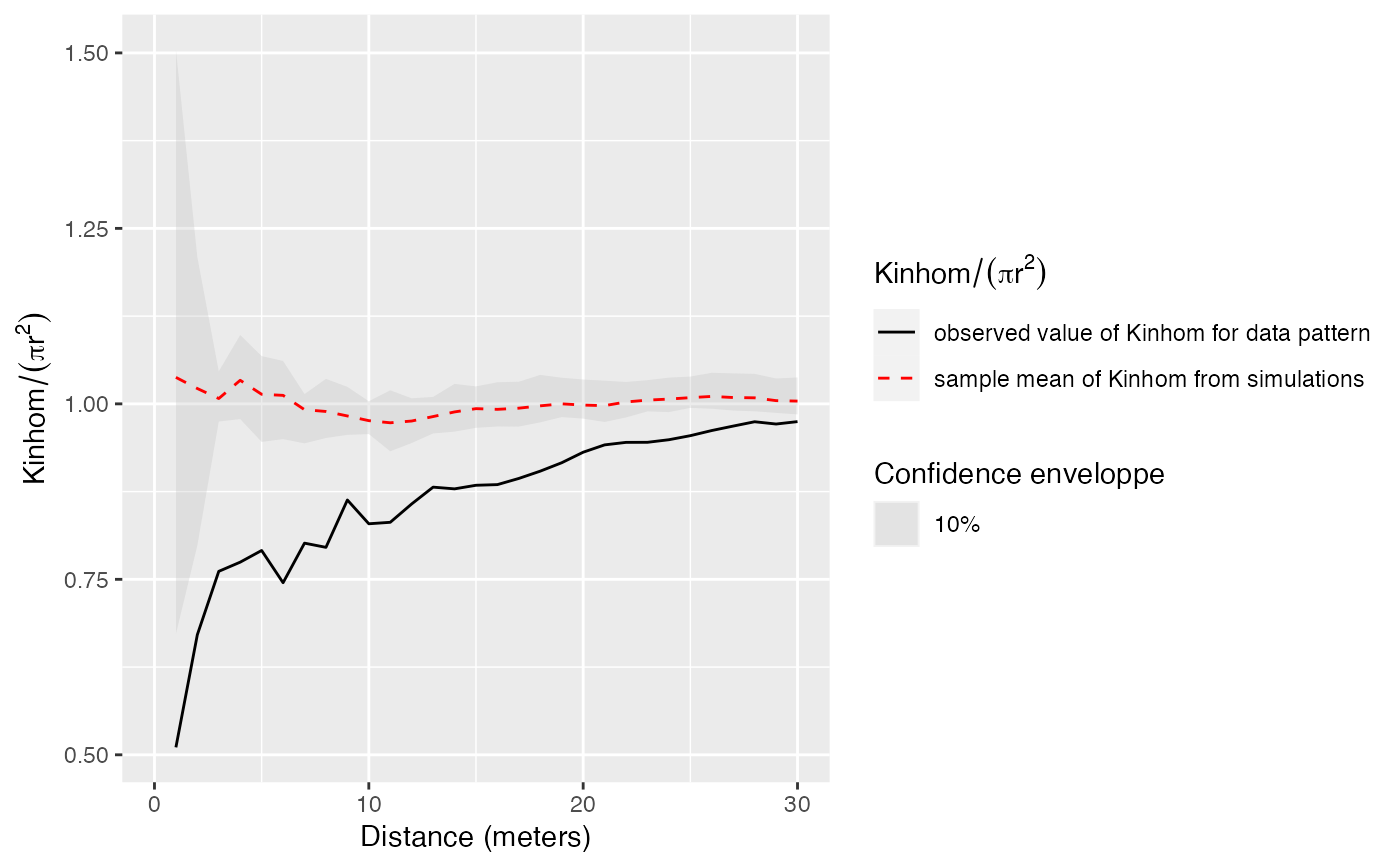 1.50
1.25
1.00
0.75
0.50
Kinhom/(πr²)
0 10 20 30
Distance (meters)
Kinhom/(πr²)
observed value of Kinhom for data pattern
sample mean of Kinhom from simulations
Confidence enveloppe
10%